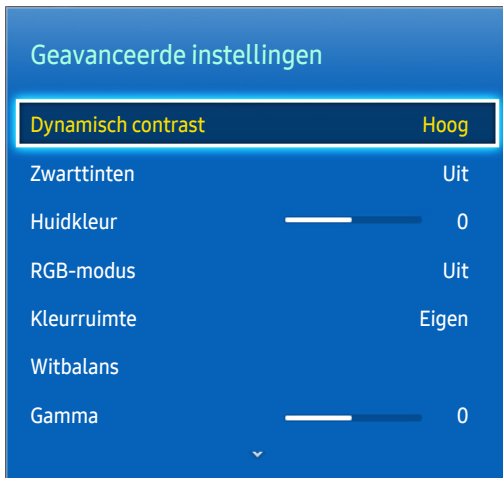 Geavanceerde instellingen
Dynamisch contrast Hoog
Zwarttinten Uit
Huidkleur 0
RGB-modus Uit
Kleurruimte Eigen
Witbalans
Gamma 0